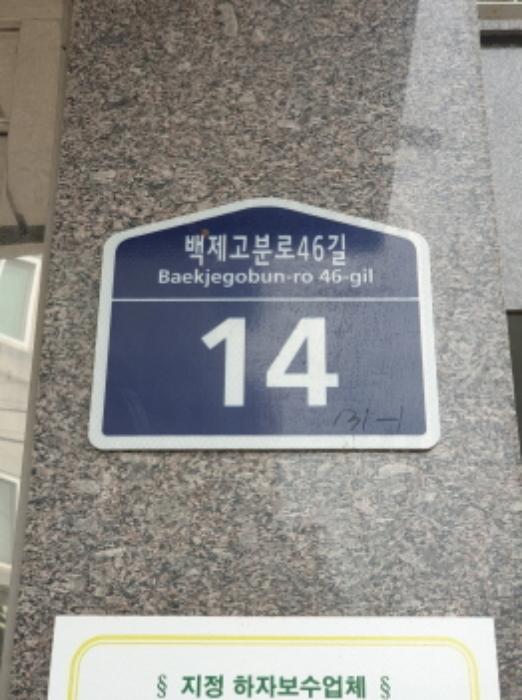 백제고분로46길
Baekjegobun-ro 46-gil
14
131-1
§ 지정 하자보수업체 §